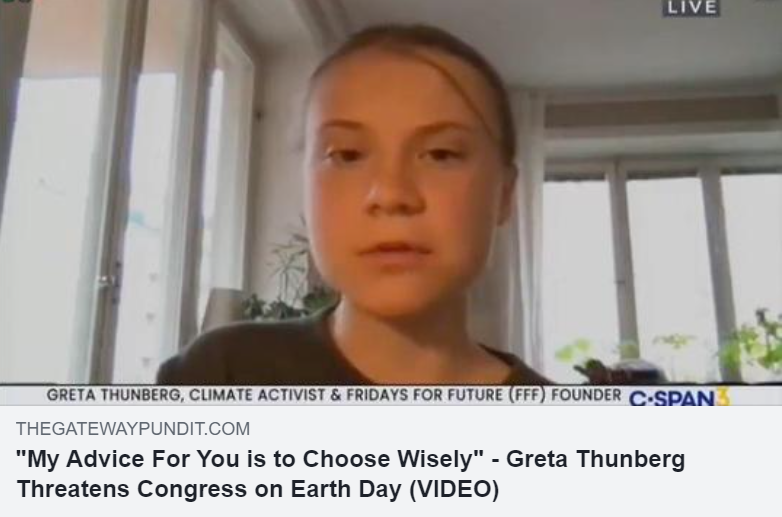 LIVE
GRETA THUNBERG, CLIMATE ACTIVIST & FRIDAYS FOR FUTURE (FFF) FOUNDER C·SPAN3
THEGATEWAYPUNDIT.COM
"My Advice For You is to Choose Wisely" - Greta Thunberg
Threatens Congress on Earth Day (VIDEO)